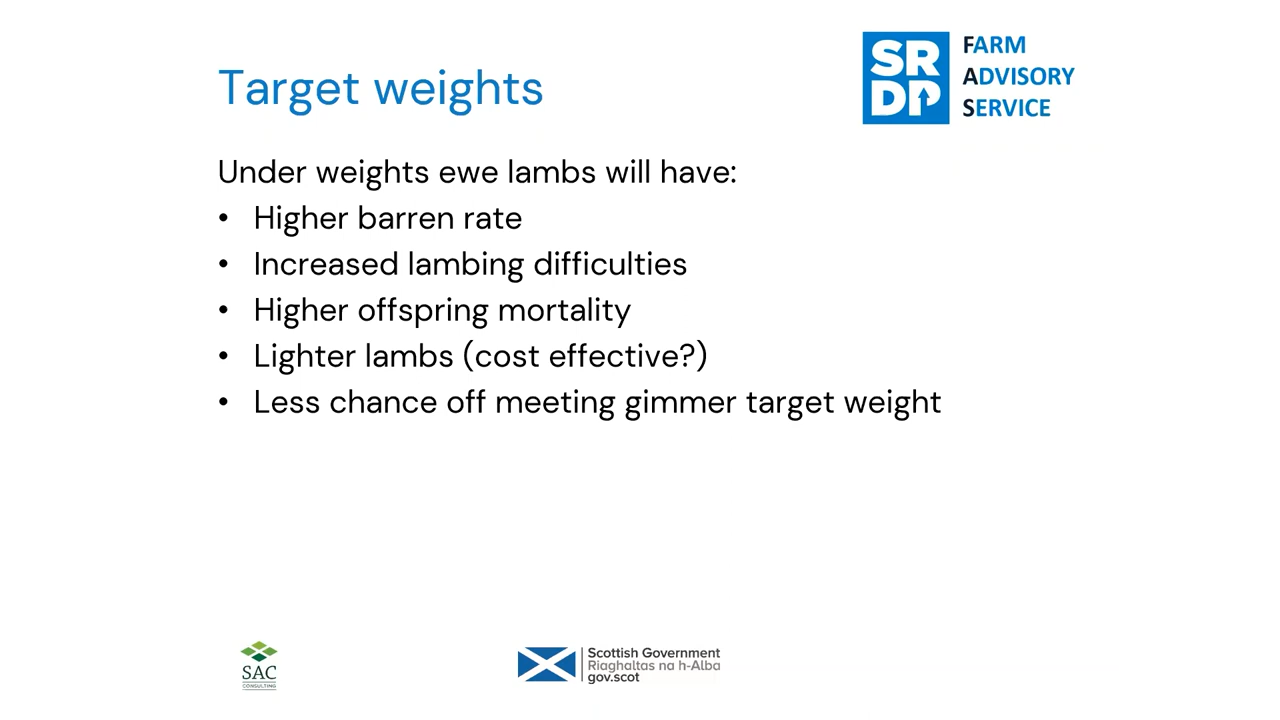 Target weights
SRDP
FARM
ADVISORY
SERVICE
Under weights ewe lambs will have:
• Higher barren rate
• Increased lambing difficulties
• Higher offspring mortality
• Lighter lambs (cost effective?)
• Less chance off meeting gimmer target weight
SAC
CONSULTING
Scottish Government
Riaghaltas na h-Alba
gov.scot